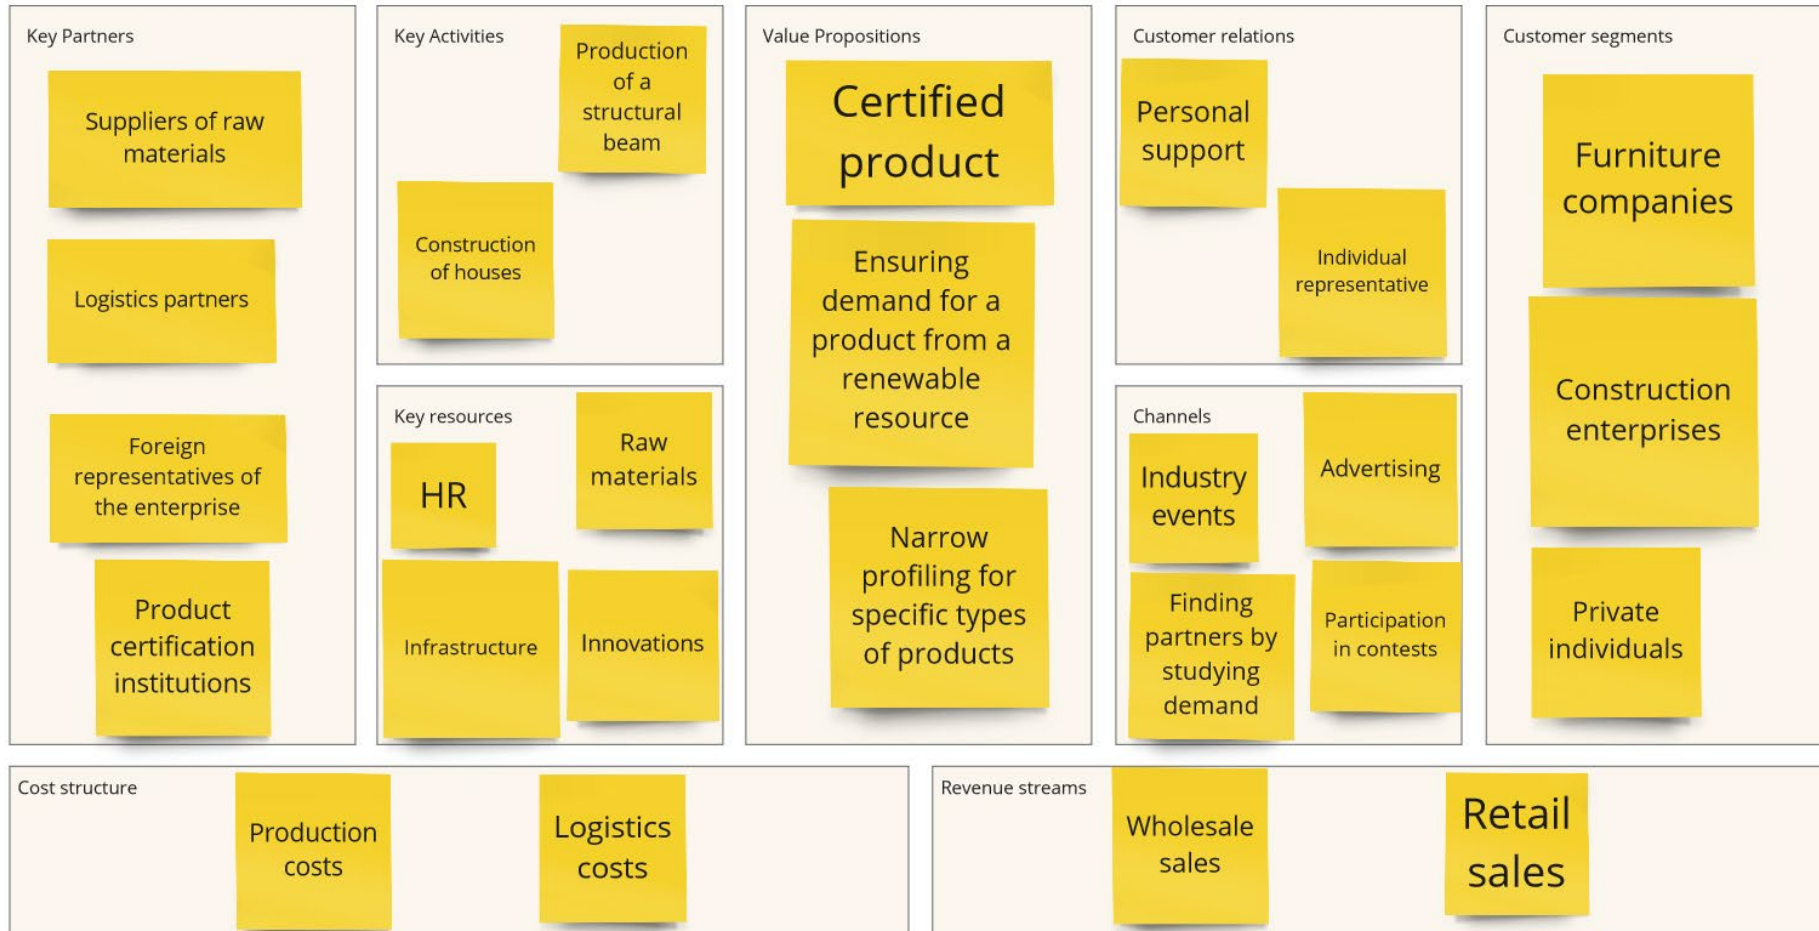 Key Partners
Suppliers of raw
materials
Logistics partners
Foreign
representatives of
the enterprise
Product
certification
institutions
Key Activities
Production
of a
structural
beam
Construction
of houses
Key resources
HR
Raw
materials
Infrastructure
Innovations
Value Propositions
Certified
product
Ensuring
demand for a
product from a
renewable
resource
Narrow
profiling for
specific types
of products
Customer relations
Personal
support
Individual
representative
Channels
Industry
events
Advertising
Finding
partners by
studying
demand
Participation
in contests
Customer segments
Furniture
companies
Construction
enterprises
Private
individuals
Cost structure
Production
costs
Logistics
costs
Revenue streams
Wholesale
sales
Retail
sales